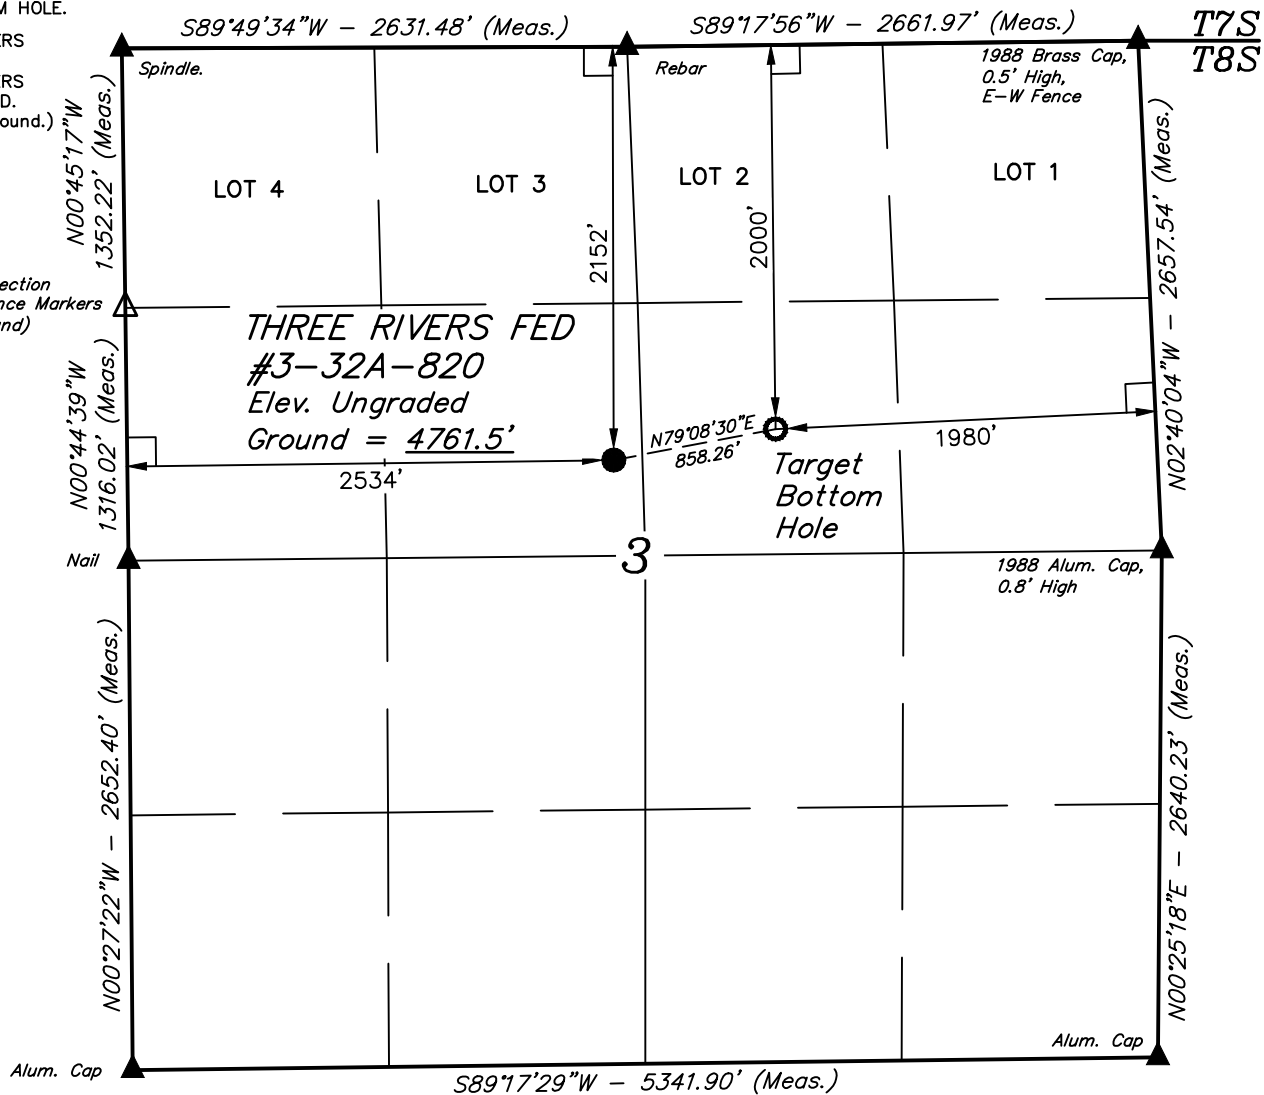 M HOLE.
S89°49'34"W - 2631.48' (Meas.)
S89°17'56"W - 2661.97' (Meas.)
T7S
T8S
Spindle.
Rebar
1988 Brass Cap,
0.5' High,
E-W Fence
ERS
ERS
D.
ound.)
N00°45'17"W
1352.22' (Meas.)
LOT 4
LOT 3
LOT 2
LOT 1
2152'
2000'
N02°40'04"W - 2657.54' (Meas.)
ection
nce Markers
nd)
THREE RIVERS FED
#3-32A-820
Elev. Ungraded
Ground = 4761.5'
N00°44'39"W
1316.02' (Meas.)
2534'
N79°08'30"E
858.26'
1980'
Target
Bottom
Hole
Nail
3
1988 Alum. Cap,
0.8' High
N00°27'22"W - 2652.40' (Meas.)
N00°25'18"E - 2640.23' (Meas.)
Alum. Cap
Alum. Cap
S89°17'29"W - 5341.90' (Meas.)